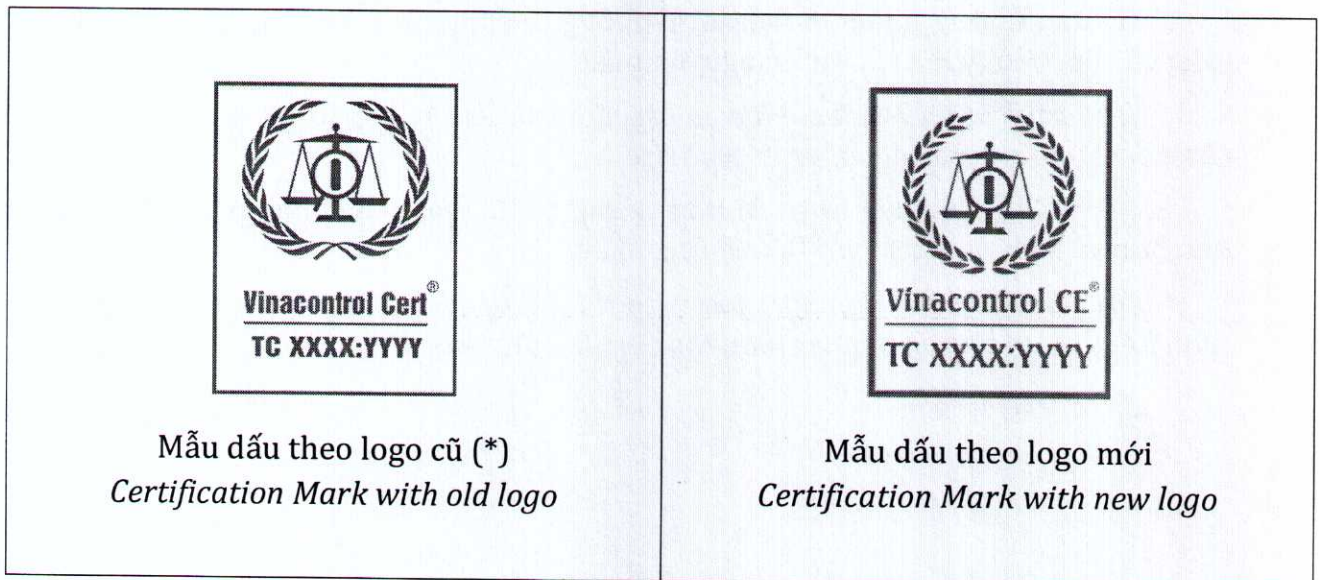 Vinacontrol Cert®
TC XXXX:YYYY
Mẫu dấu theo logo cũ (*)
Certification Mark with old logo
Vinacontrol CE®
TC XXXX:YYYY
Mẫu dấu theo logo mới
Certification Mark with new logo